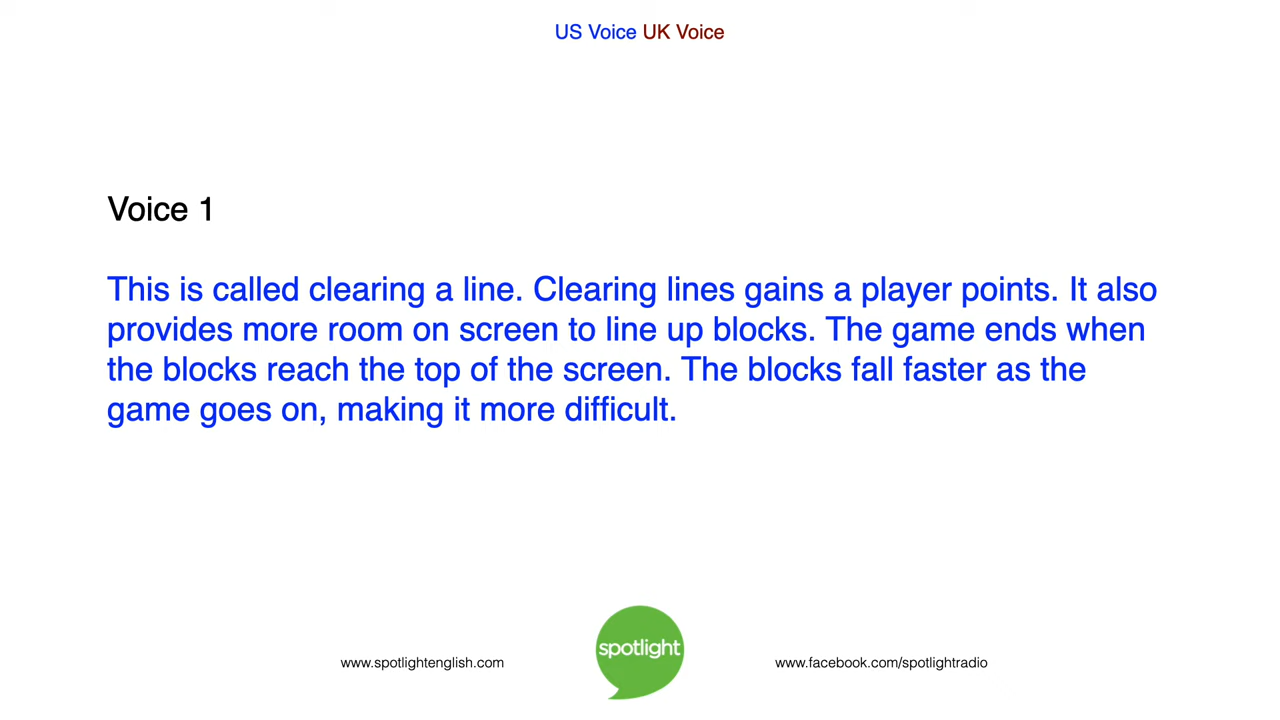 US Voice UK Voice
Voice 1
This is called clearing a line. Clearing lines gains a player points. It also
provides more room on screen to line up blocks. The game ends when
the blocks reach the top of the screen. The blocks fall faster as the
game goes on, making it more difficult.
spotlight
www.spotlightenglish.com
www.facebook.com/spotlightradio